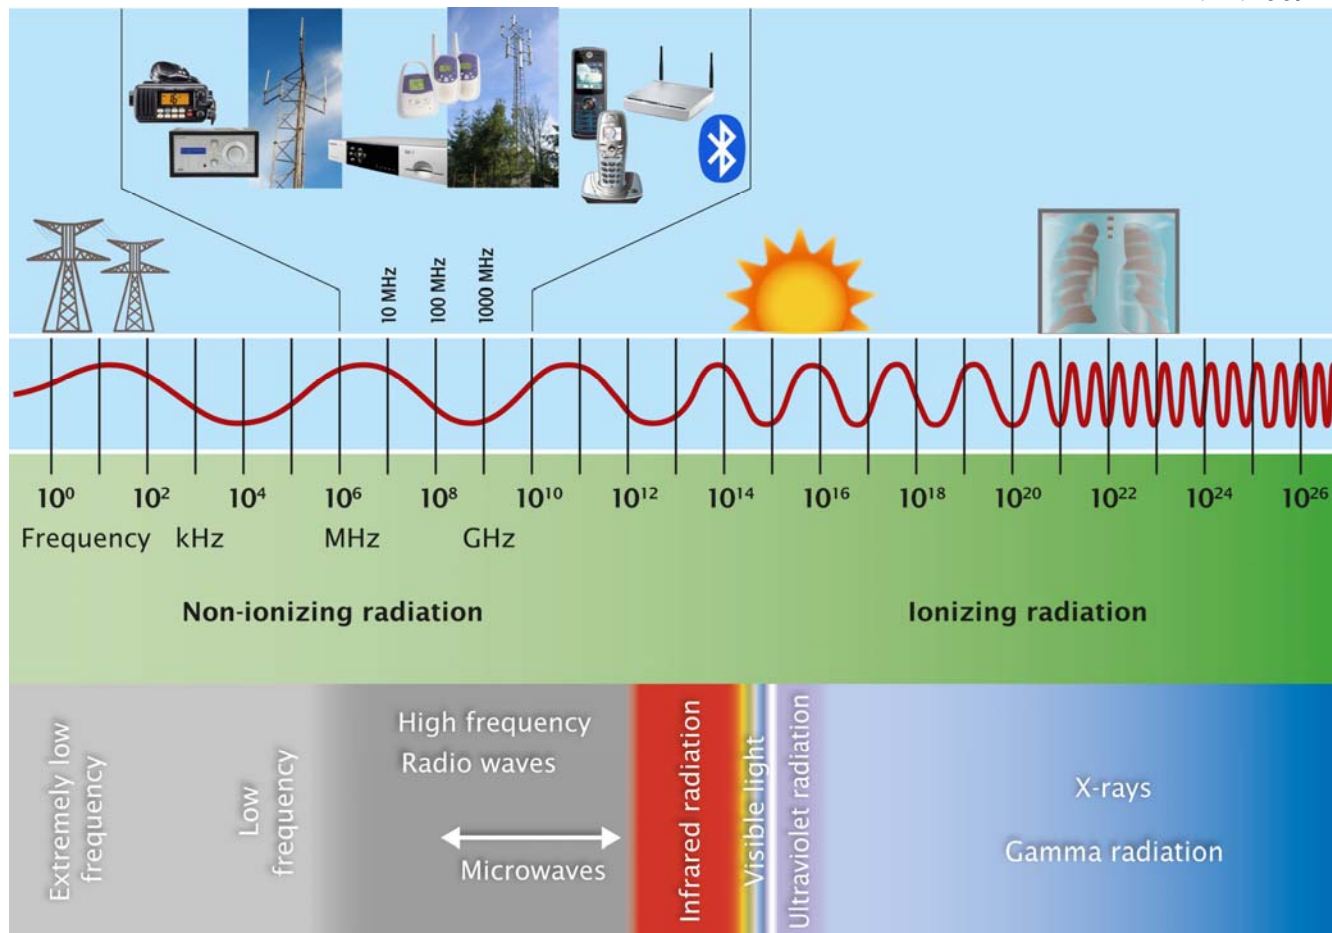 10 MHz
100 MHz
1000 MHz
10⁰ 10² 10⁴ 10⁶ 10⁸ 10¹⁰ 10¹² 10¹⁴ 10¹⁶ 10¹⁸ 10²⁰ 10²² 10²⁴ 10²⁶
Frequency kHz MHz GHz
Non-ionizing radiation Ionizing radiation
Extremely low
frequency
Low
frequency
High frequency
Radio waves
Microwaves
Infrared radiation
Visible light
Ultraviolet radiation
X-rays
Gamma radiation